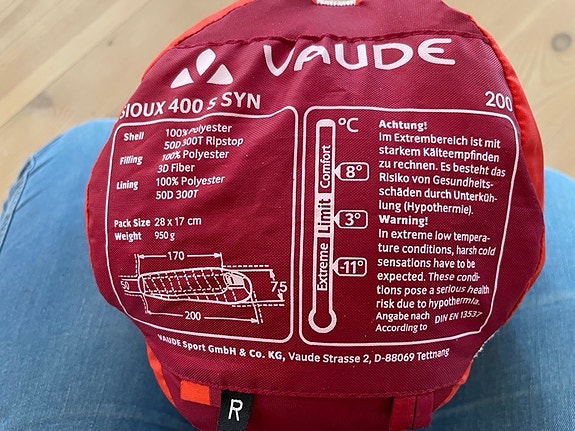 VAUDE
SIOUX 400 S SYN
200
Shell 100% Polyester
50D 300T Ripstop
Filling 100% Polyester
3D Fiber
Lining 100% Polyester
50D 300T
Pack Size 28 x 17 cm
Weight 950 g
170
75
200
°C
Extreme Limit Comfort
8°
3°
-11°
Achtung!
Im Extrembereich ist mit
starkem Kälteempfinden
zu rechnen. Es besteht das
Risiko von Gesundheits-
schäden durch Unterküh-
lung (Hypothermie).
Warning!
In extreme low tempera-
ture conditions, harsh cold
sensations have to be
expected. These condi-
tions pose a serious health
risk due to hypothermia.
Angabe nach DIN EN 13537
According to
VAUDE Sport GmbH & Co. KG, Vaude Strasse 2, D-88069 Tettnang
R